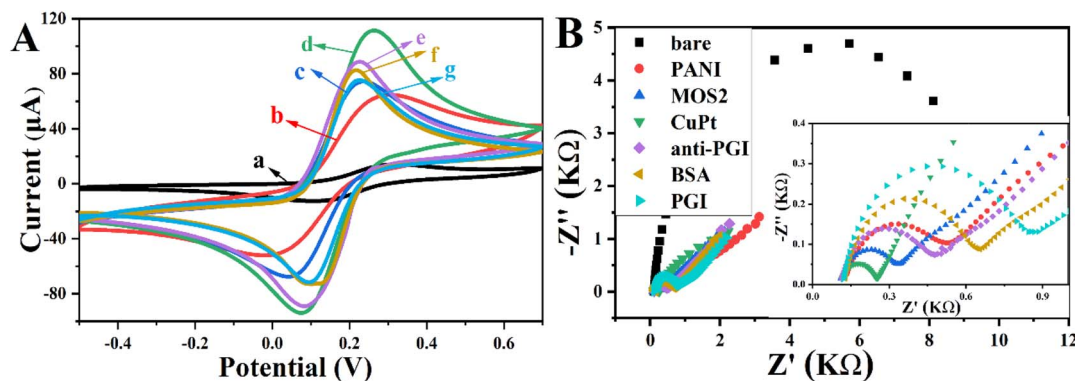 A
Current (μA)
120
80
40
0
-40
-80
a
b
c
d
e
f
g
-0.4
-0.2
0.0
0.2
0.4
0.6
Potential (V)
B
-Z'' (KΩ)
5
4
3
2
1
0
bare
PANI
MOS2
CuPt
anti-PGI
BSA
PGI
-Z'' (KΩ)
0.4
0.3
0.2
0.1
0.0
0.0
0.3
0.6
0.9
Z' (KΩ)
0
2
4
6
8
10
12
Z' (KΩ)